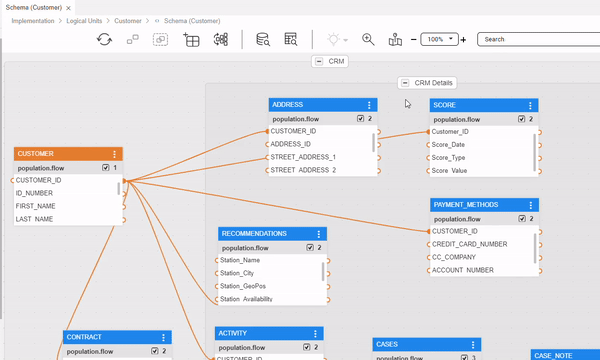 Schema (Customer)
Implementation > Logical Units > Customer > Schema (Customer)
100%
Search
CRM
CRM Details
ADDRESS
population.flow 2
CUSTOMER_ID
ADDRESS_ID
STREET_ADDRESS_1
STREET_ADDRESS_2
SCORE
population.flow 2
Customer_ID
Score_Date
Score_Type
Score_Value
CUSTOMER
population.flow 1
CUSTOMER_ID
ID_NUMBER
FIRST_NAME
LAST_NAME
PAYMENT_METHODS
population.flow 2
CUSTOMER_ID
CREDIT_CARD_NUMBER
CC_COMPANY
ACCOUNT_NUMBER
RECOMMENDATIONS
population.flow 2
Station_Name
Station_City
Station_GeoPos
Station_Availability
CONTRACT
population.flow 2
ACTIVITY
population.flow 2
CUSTOMER_ID
CASES
population.flow 3
CASE_NOTE